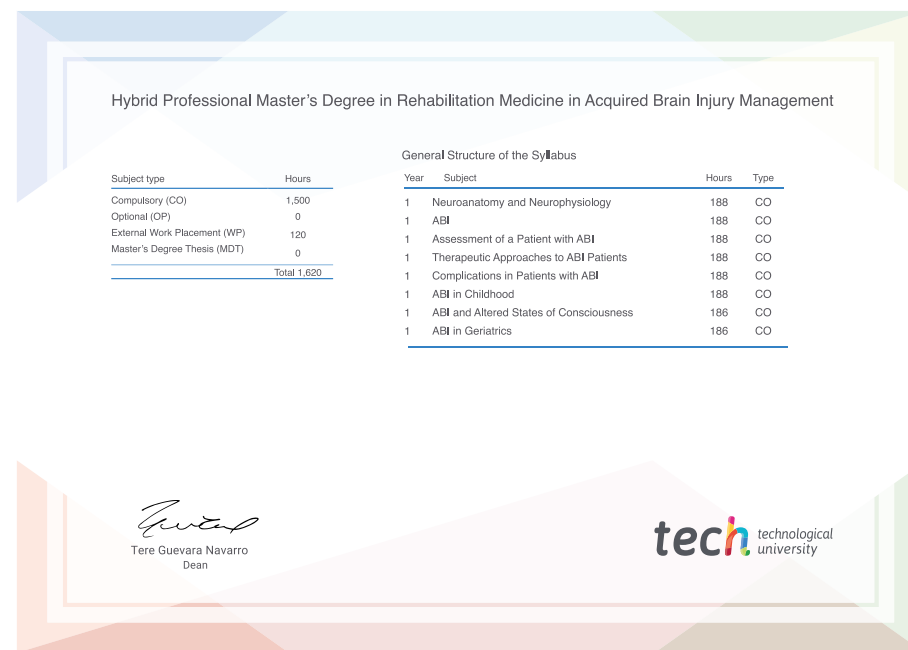 Hybrid Professional Master's Degree in Rehabilitation Medicine in Acquired Brain Injury Management
Subject type Hours
Compulsory (CO) 1,500
Optional (OP) 0
External Work Placement (WP) 120
Master's Degree Thesis (MDT) 0
Total 1,620
General Structure of the Syllabus
Year Subject Hours Type
1 Neuroanatomy and Neurophysiology 188 CO
1 ABI 188 CO
1 Assessment of a Patient with ABI 188 CO
1 Therapeutic Approaches to ABI Patients 188 CO
1 Complications in Patients with ABI 188 CO
1 ABI in Childhood 188 CO
1 ABI and Altered States of Consciousness 186 CO
1 ABI in Geriatrics 186 CO
Tere Guevara Navarro
Dean
tech technological
university